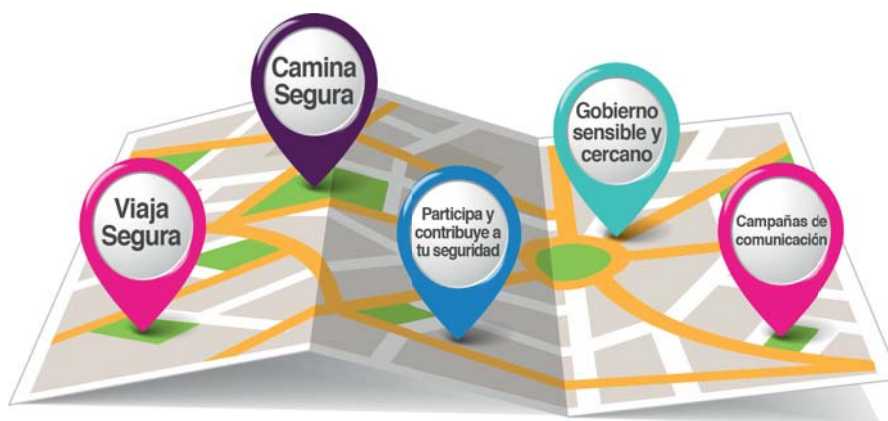 Camina
Segura
Gobierno
sensible y
cercano
Viaja
Segura
Participa y
contribuye a
tu seguridad
Campañas de
comunicación